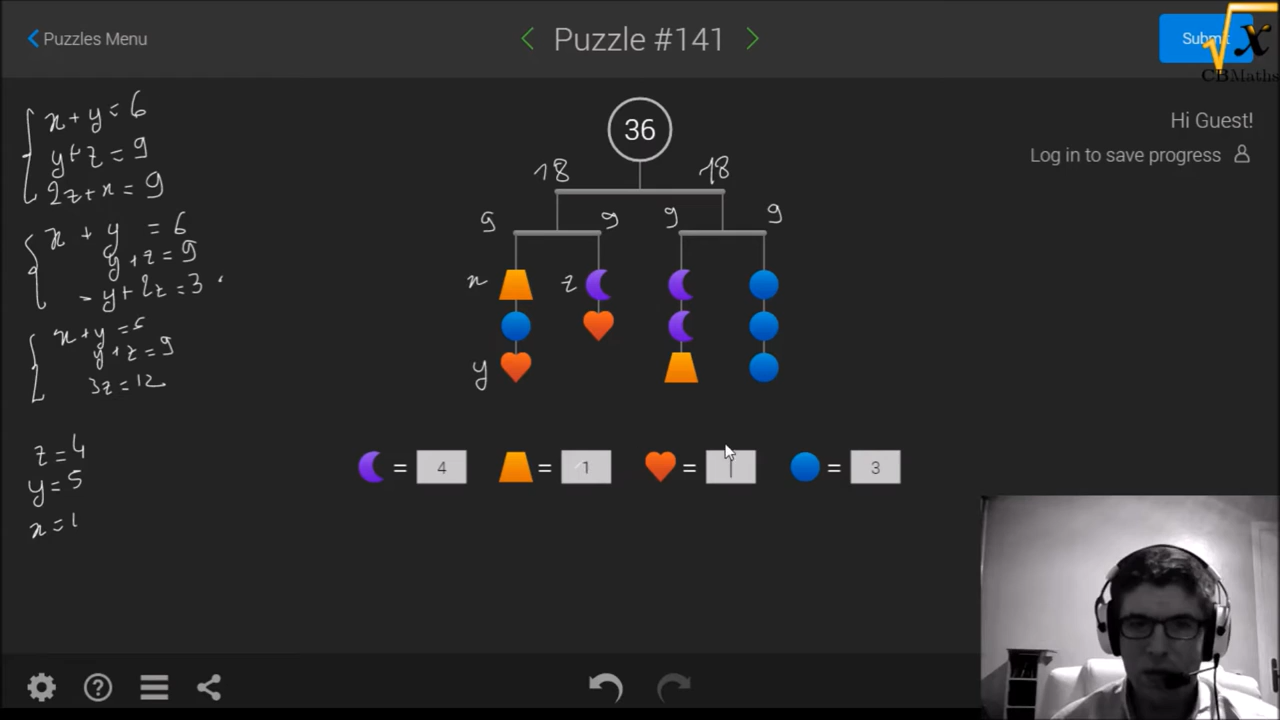 Puzzles Menu
Puzzle #141
Submi
x
CBMaths
Hi Guest!
Log in to save progress
36
18 18
9 9 9 9
x z
y
x + y = 6
y + z = 9
2z + x = 9
x + y = 6
y + z = 9
- y + 2z = 3
x + y = 6
y + z = 9
3z = 12
z = 4
y = 5
x = 1
= 4 = 1 = = 3